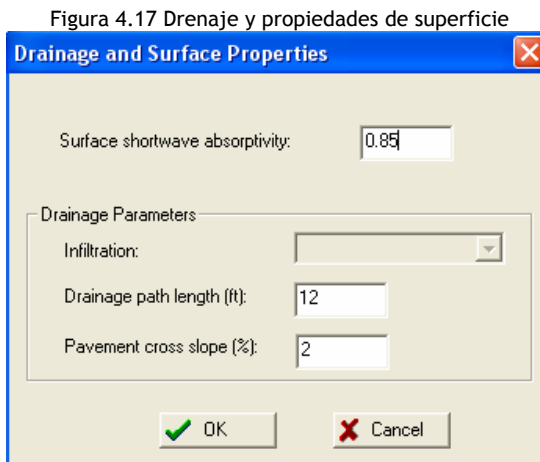 Figura 4.17 Drenaje y propiedades de superficie
Drainage and Surface Properties
Surface shortwave absorptivity: 0.85
Drainage Parameters
Infiltration:
Drainage path length (ft): 12
Pavement cross slope (%): 2
OK Cancel